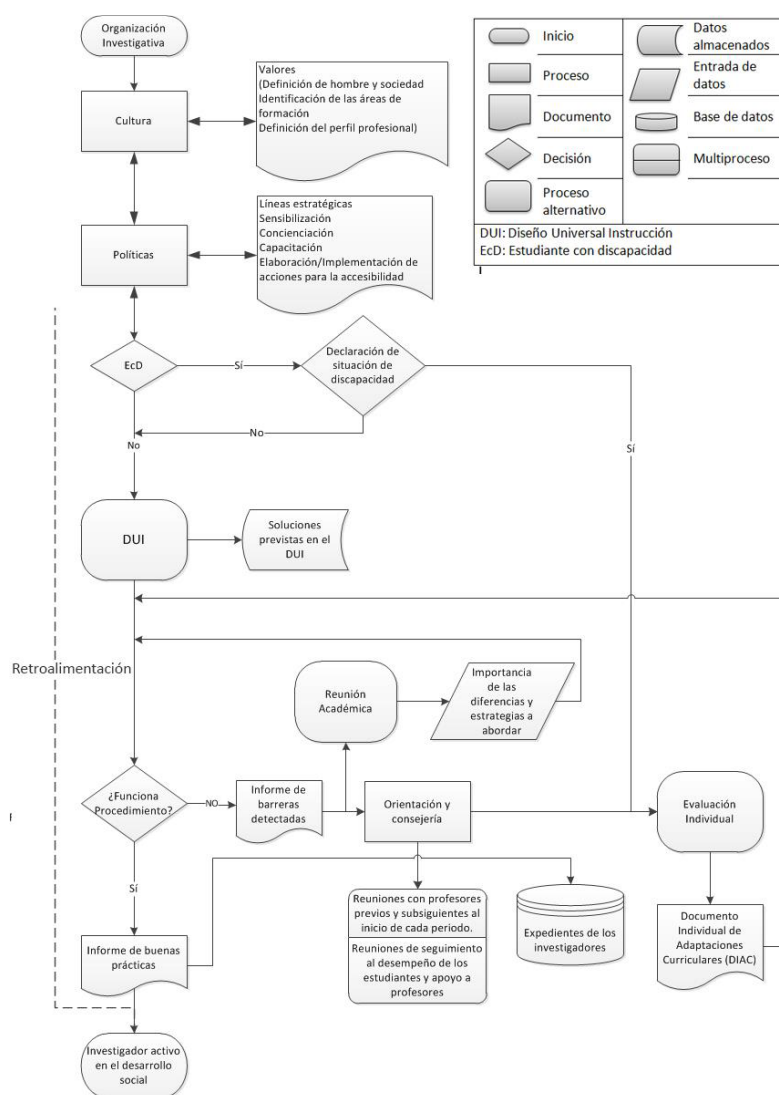 Organización
Investigativa
Cultura
Valores
(Definición de hombre y sociedad
Identificación de las áreas de
formación
Definición del perfil profesional)
Políticas
Líneas estratégicas
Sensibilización
Concienciación
Capacitación
Elaboración/Implementación de
acciones para la accesibilidad
Inicio
Proceso
Documento
Decisión
Proceso
alternativo
Datos
almacenados
Entrada de
datos
Base de datos
Multiproceso
DUI: Diseño Universal Instrucción
EcD: Estudiante con discapacidad
EcD
Sí
Declaración de
situación de
discapacidad
No
No
Sí
DUI
Soluciones
previstas en el
DUI
Retroalimentación
Reunión
Académica
Importancia
de las
diferencias y
estrategias a
abordar
¿Funciona
Procedimiento?
NO
Informe de
barreras
detectadas
Orientación y
consejería
Evaluación
Individual
Sí
Informe de buenas
prácticas
Reuniones con profesores
previos y subsiguientes al
inicio de cada periodo.
Reuniones de seguimiento
al desempeño de los
estudiantes y apoyo a
profesores
Expedientes de los
investigadores
Documento
Individual de
Adaptaciones
Curriculares (DIAC)
Investigador activo
en el desarrollo
social